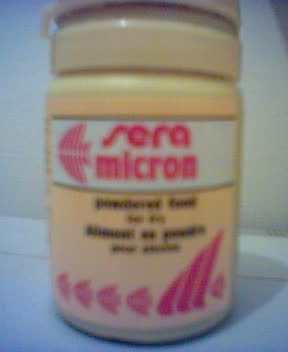 sera
micron
powdered food
for fry
Aliment en poudre
pour alevins